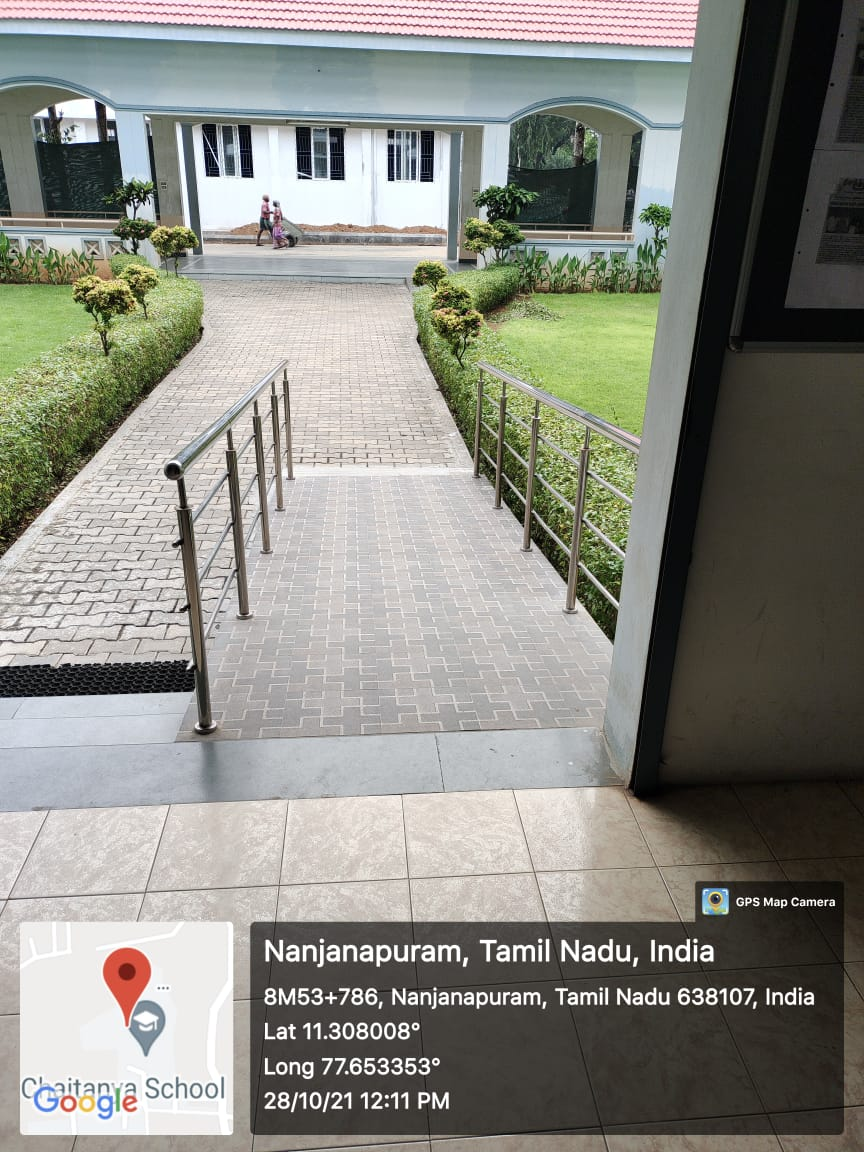 GPS Map Camera
Nanjanapuram, Tamil Nadu, India
8M53+786, Nanjanapuram, Tamil Nadu 638107, India
Lat 11.308008°
Long 77.653353°
28/10/21 12:11 PM
Chaitanya School
Google